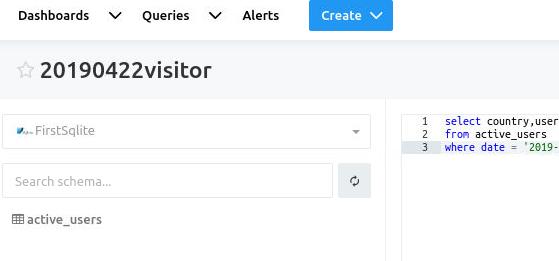 Dashboards Queries Alerts Create
20190422visitor
FirstSqlite
Search schema...
active_users
1 select country,user
2 from active_users
3 where date = '2019-